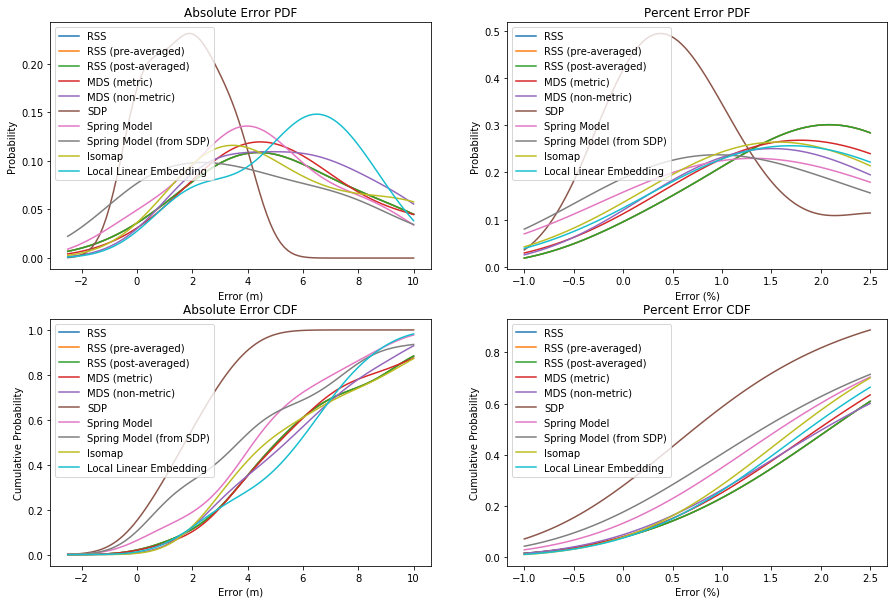 Absolute Error PDF
Probability
0.00
0.05
0.10
0.15
0.20
RSS
RSS (pre-averaged)
RSS (post-averaged)
MDS (metric)
MDS (non-metric)
SDP
Spring Model
Spring Model (from SDP)
Isomap
Local Linear Embedding
−2 0 2 4 6 8 10
Error (m)
Percent Error PDF
Probability
0.0
0.1
0.2
0.3
0.4
0.5
RSS
RSS (pre-averaged)
RSS (post-averaged)
MDS (metric)
MDS (non-metric)
SDP
Spring Model
Spring Model (from SDP)
Isomap
Local Linear Embedding
−1.0 −0.5 0.0 0.5 1.0 1.5 2.0 2.5
Error (%)
Absolute Error CDF
Cumulative Probability
0.0
0.2
0.4
0.6
0.8
1.0
RSS
RSS (pre-averaged)
RSS (post-averaged)
MDS (metric)
MDS (non-metric)
SDP
Spring Model
Spring Model (from SDP)
Isomap
Local Linear Embedding
−2 0 2 4 6 8 10
Error (m)
Percent Error CDF
Cumulative Probability
0.0
0.2
0.4
0.6
0.8
RSS
RSS (pre-averaged)
RSS (post-averaged)
MDS (metric)
MDS (non-metric)
SDP
Spring Model
Spring Model (from SDP)
Isomap
Local Linear Embedding
−1.0 −0.5 0.0 0.5 1.0 1.5 2.0 2.5
Error (%)